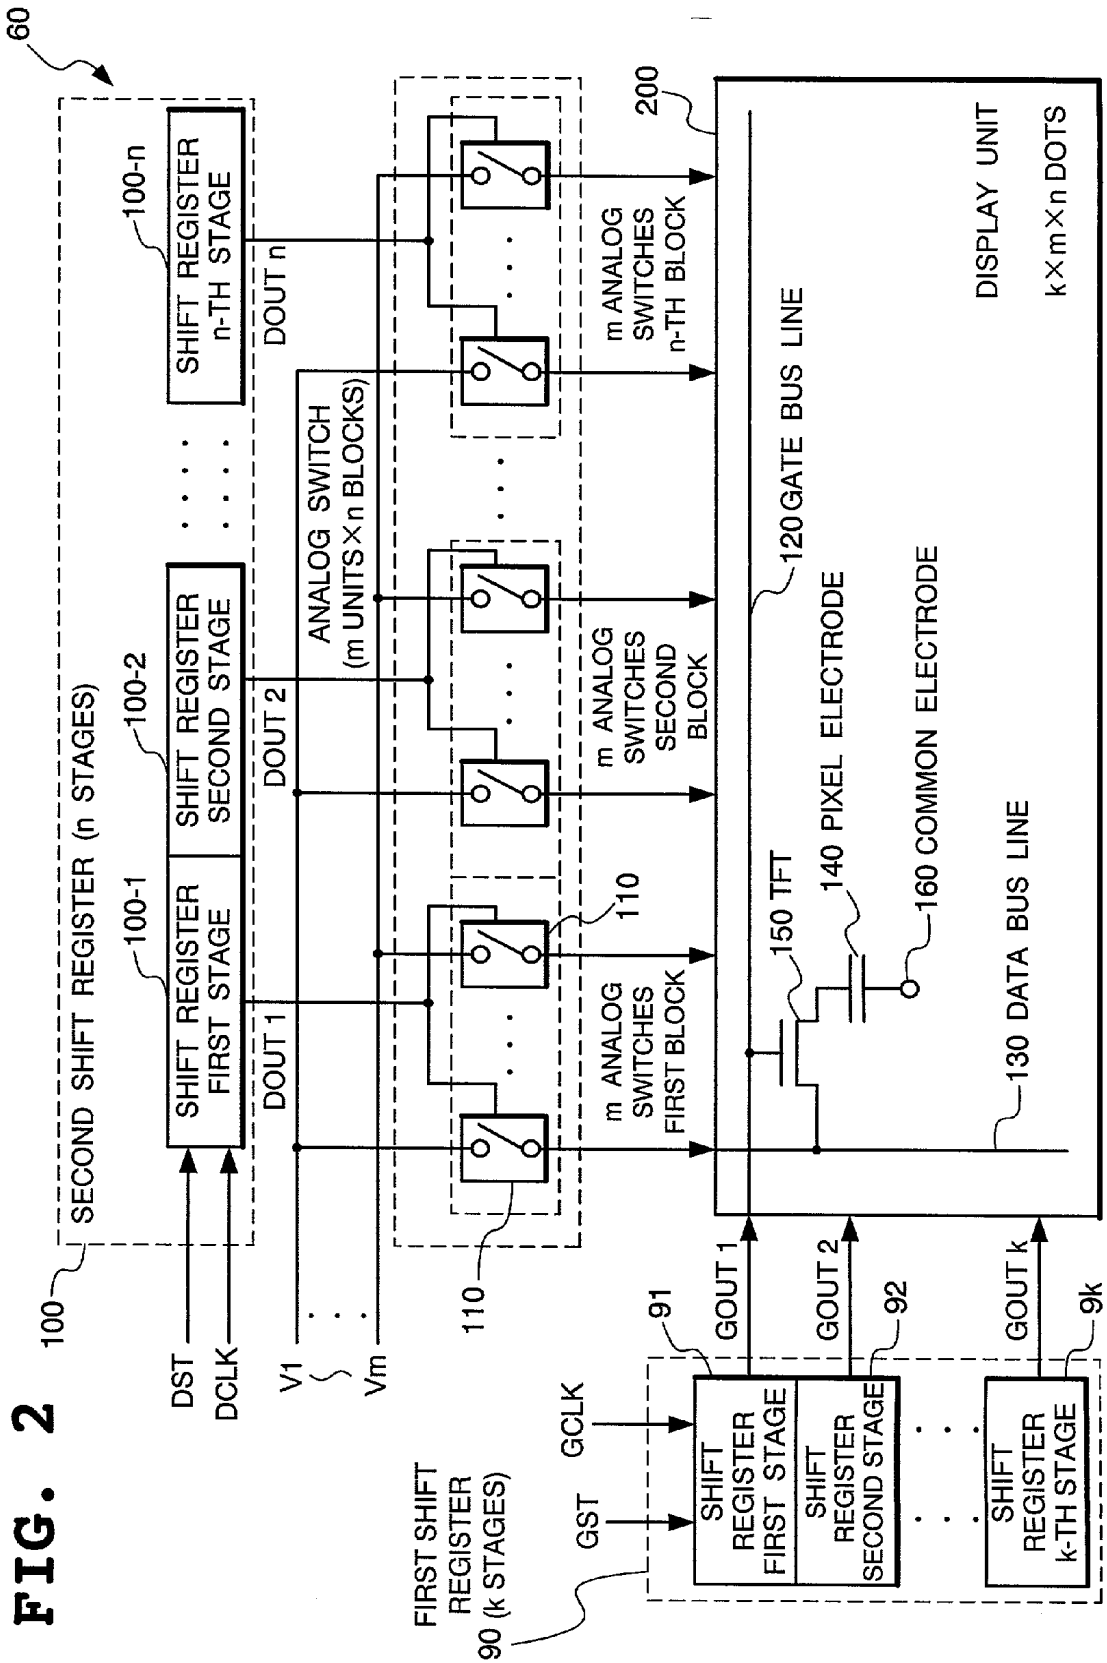 FIG. 2
60
100
SECOND SHIFT REGISTER (n STAGES)
100-1
100-2
100-n
SHIFT REGISTER
FIRST STAGE
SHIFT REGISTER
SECOND STAGE
. . . .
. . . .
SHIFT REGISTER
n-TH STAGE
DST
DCLK
DOUT 1
DOUT 2
DOUT n
V1
. . . .
Vm
ANALOG SWITCH
(m UNITS×n BLOCKS)
. . .
. . .
. . .
. . .
110
110
m ANALOG
SWITCHES
FIRST BLOCK
m ANALOG
SWITCHES
SECOND
BLOCK
m ANALOG
SWITCHES
n-TH BLOCK
200
FIRST SHIFT
REGISTER
90 (k STAGES)
GST
GCLK
91
SHIFT
REGISTER
FIRST STAGE
SHIFT
REGISTER
SECOND STAGE
92
. . .
. . .
SHIFT
REGISTER
k-TH STAGE
9k
GOUT 1
GOUT 2
GOUT k
120 GATE BUS LINE
150 TFT
140 PIXEL ELECTRODE
160 COMMON ELECTRODE
130 DATA BUS LINE
DISPLAY UNIT
k×m×n DOTS